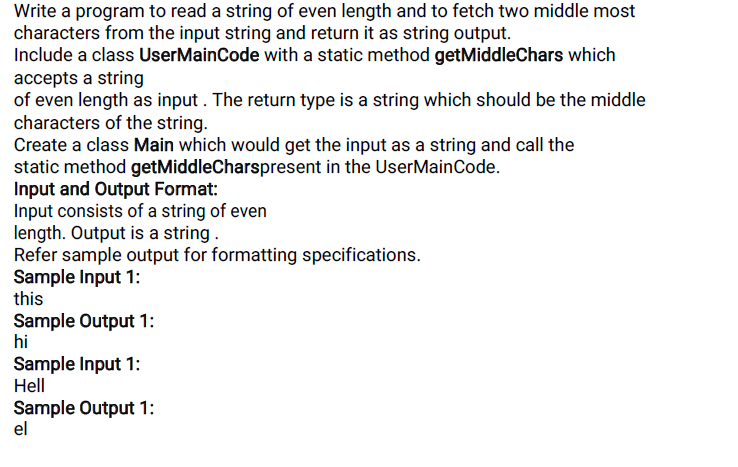 Write a program to read a string of even length and to fetch two middle most
characters from the input string and return it as string output.
Include a class UserMainCode with a static method getMiddleChars which
accepts a string
of even length as input . The return type is a string which should be the middle
characters of the string.
Create a class Main which would get the input as a string and call the
static method getMiddleCharspresent in the UserMainCode.
Input and Output Format:
Input consists of a string of even
length. Output is a string .
Refer sample output for formatting specifications.
Sample Input 1:
this
Sample Output 1:
hi
Sample Input 1:
Hell
Sample Output 1:
el